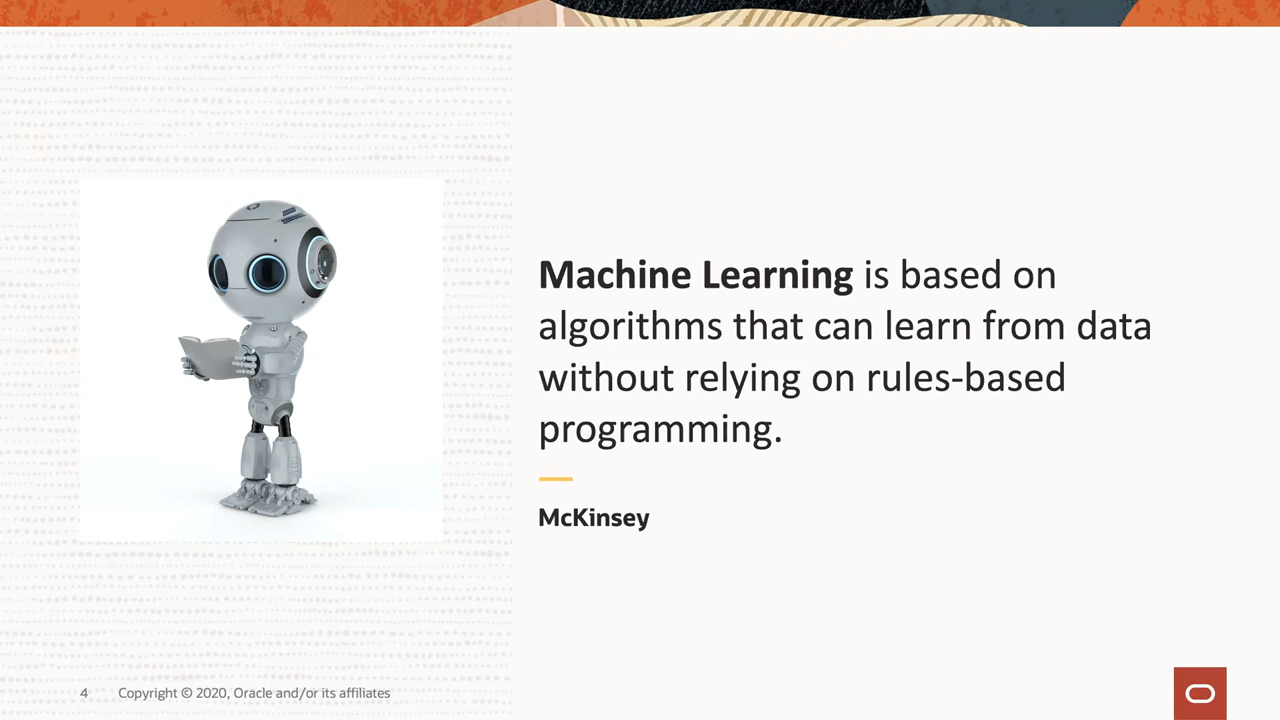 Machine Learning is based on
algorithms that can learn from data
without relying on rules-based
programming.
McKinsey
4 Copyright © 2020, Oracle and/or its affiliates